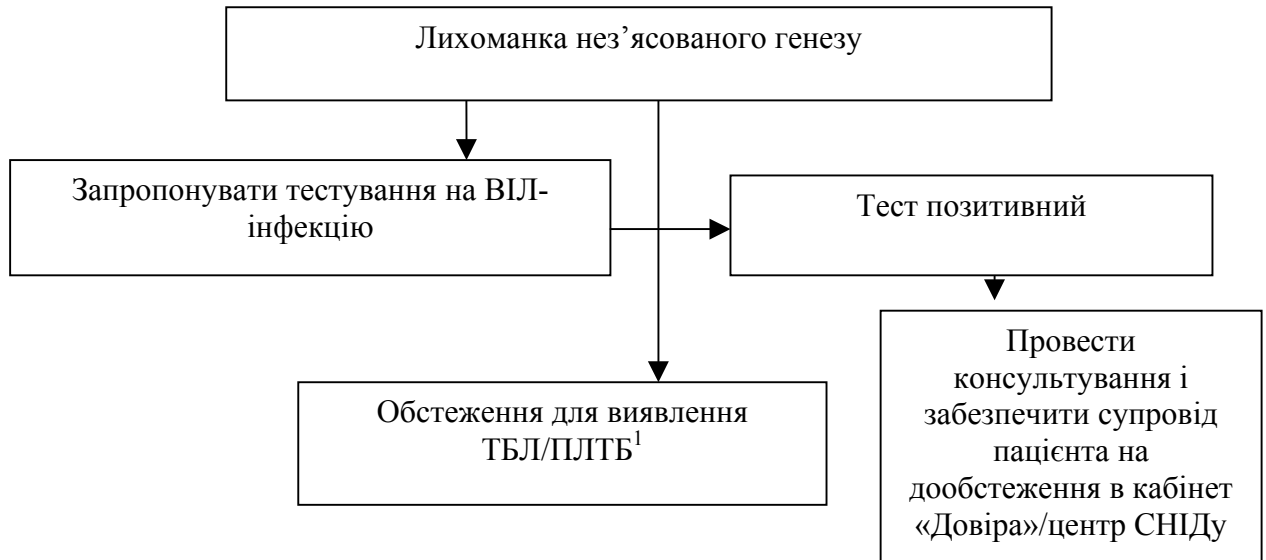 Лихоманка нез’ясованого генезу
Запропонувати тестування на ВІЛ-
інфекцію
Тест позитивний
Обстеження для виявлення
ТБЛ/ПЛТБ¹
Провести
консультування і
забезпечити супровід
пацієнта на
дообстеження в кабінет
«Довіра»/центр СНІДу